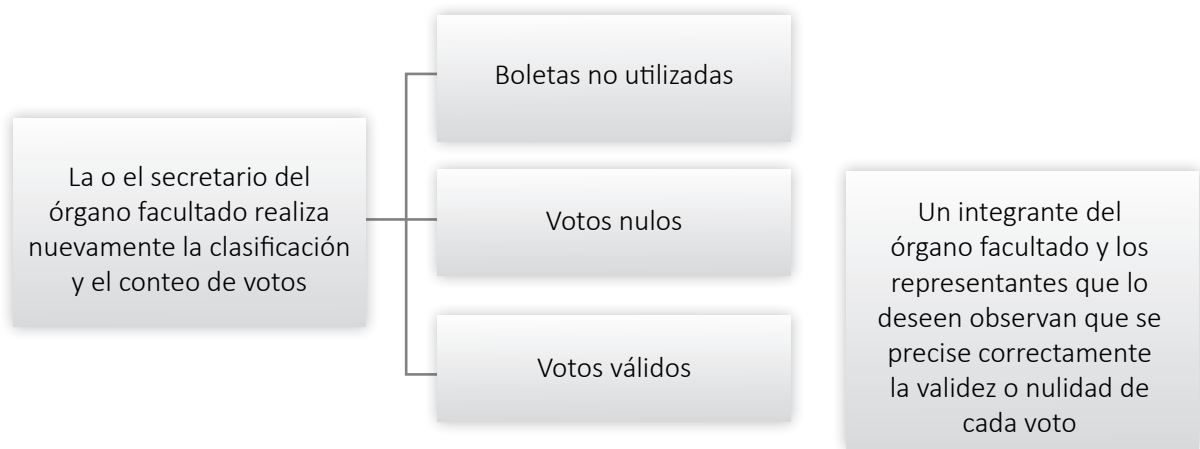 La o el secretario del
órgano facultado realiza
nuevamente la clasificación
y el conteo de votos
Boletas no utilizadas
Votos nulos
Votos válidos
Un integrante del
órgano facultado y los
representantes que lo
deseen observan que se
precise correctamente
la validez o nulidad de
cada voto